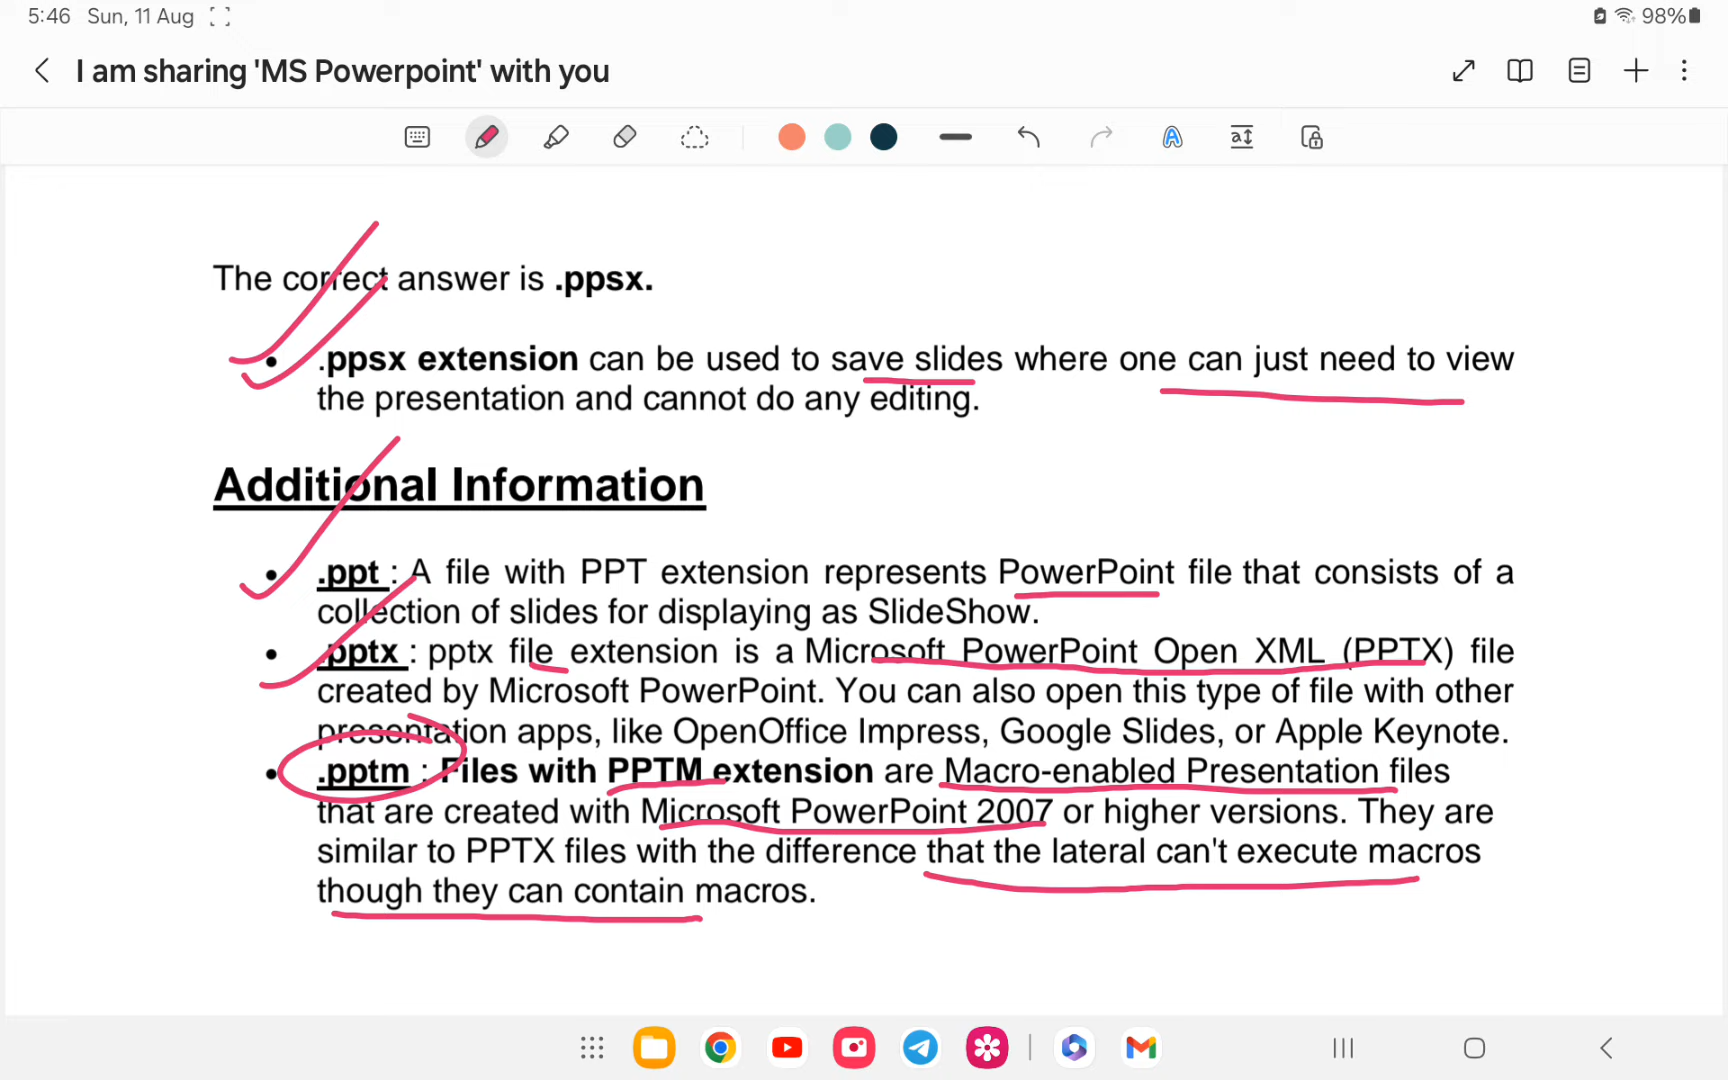 5:46 Sun, 11 Aug 98%
I am sharing 'MS Powerpoint' with you
The correct answer is .ppsx.
• .ppsx extension can be used to save slides where one can just need to view
the presentation and cannot do any editing.
Additional Information
• .ppt : A file with PPT extension represents PowerPoint file that consists of a
collection of slides for displaying as SlideShow.
• .pptx : pptx file extension is a Microsoft PowerPoint Open XML (PPTX) file
created by Microsoft PowerPoint. You can also open this type of file with other
presentation apps, like OpenOffice Impress, Google Slides, or Apple Keynote.
• .pptm : Files with PPTM extension are Macro-enabled Presentation files
that are created with Microsoft PowerPoint 2007 or higher versions. They are
similar to PPTX files with the difference that the lateral can't execute macros
though they can contain macros.